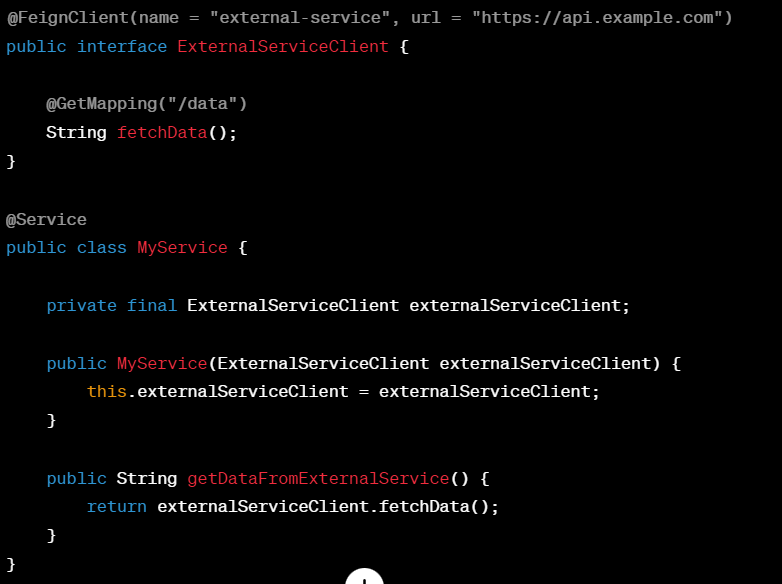 @FeignClient(name = "external-service", url = "https://api.example.com")
public interface ExternalServiceClient {
@GetMapping("/data")
String fetchData();
}
@Service
public class MyService {
private final ExternalServiceClient externalServiceClient;
public MyService(ExternalServiceClient externalServiceClient) {
this.externalServiceClient = externalServiceClient;
}
public String getDataFromExternalService() {
return externalServiceClient.fetchData();
}
}